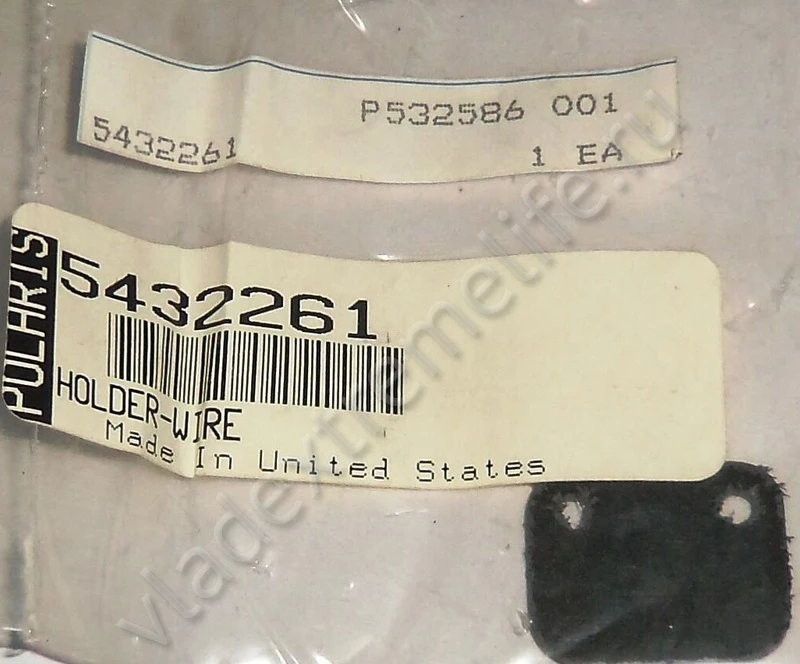 P532586 001
5432261
1 EA
POLARIS
5432261
HOLDER-WIRE
Made In United States
vladextremelife.ru